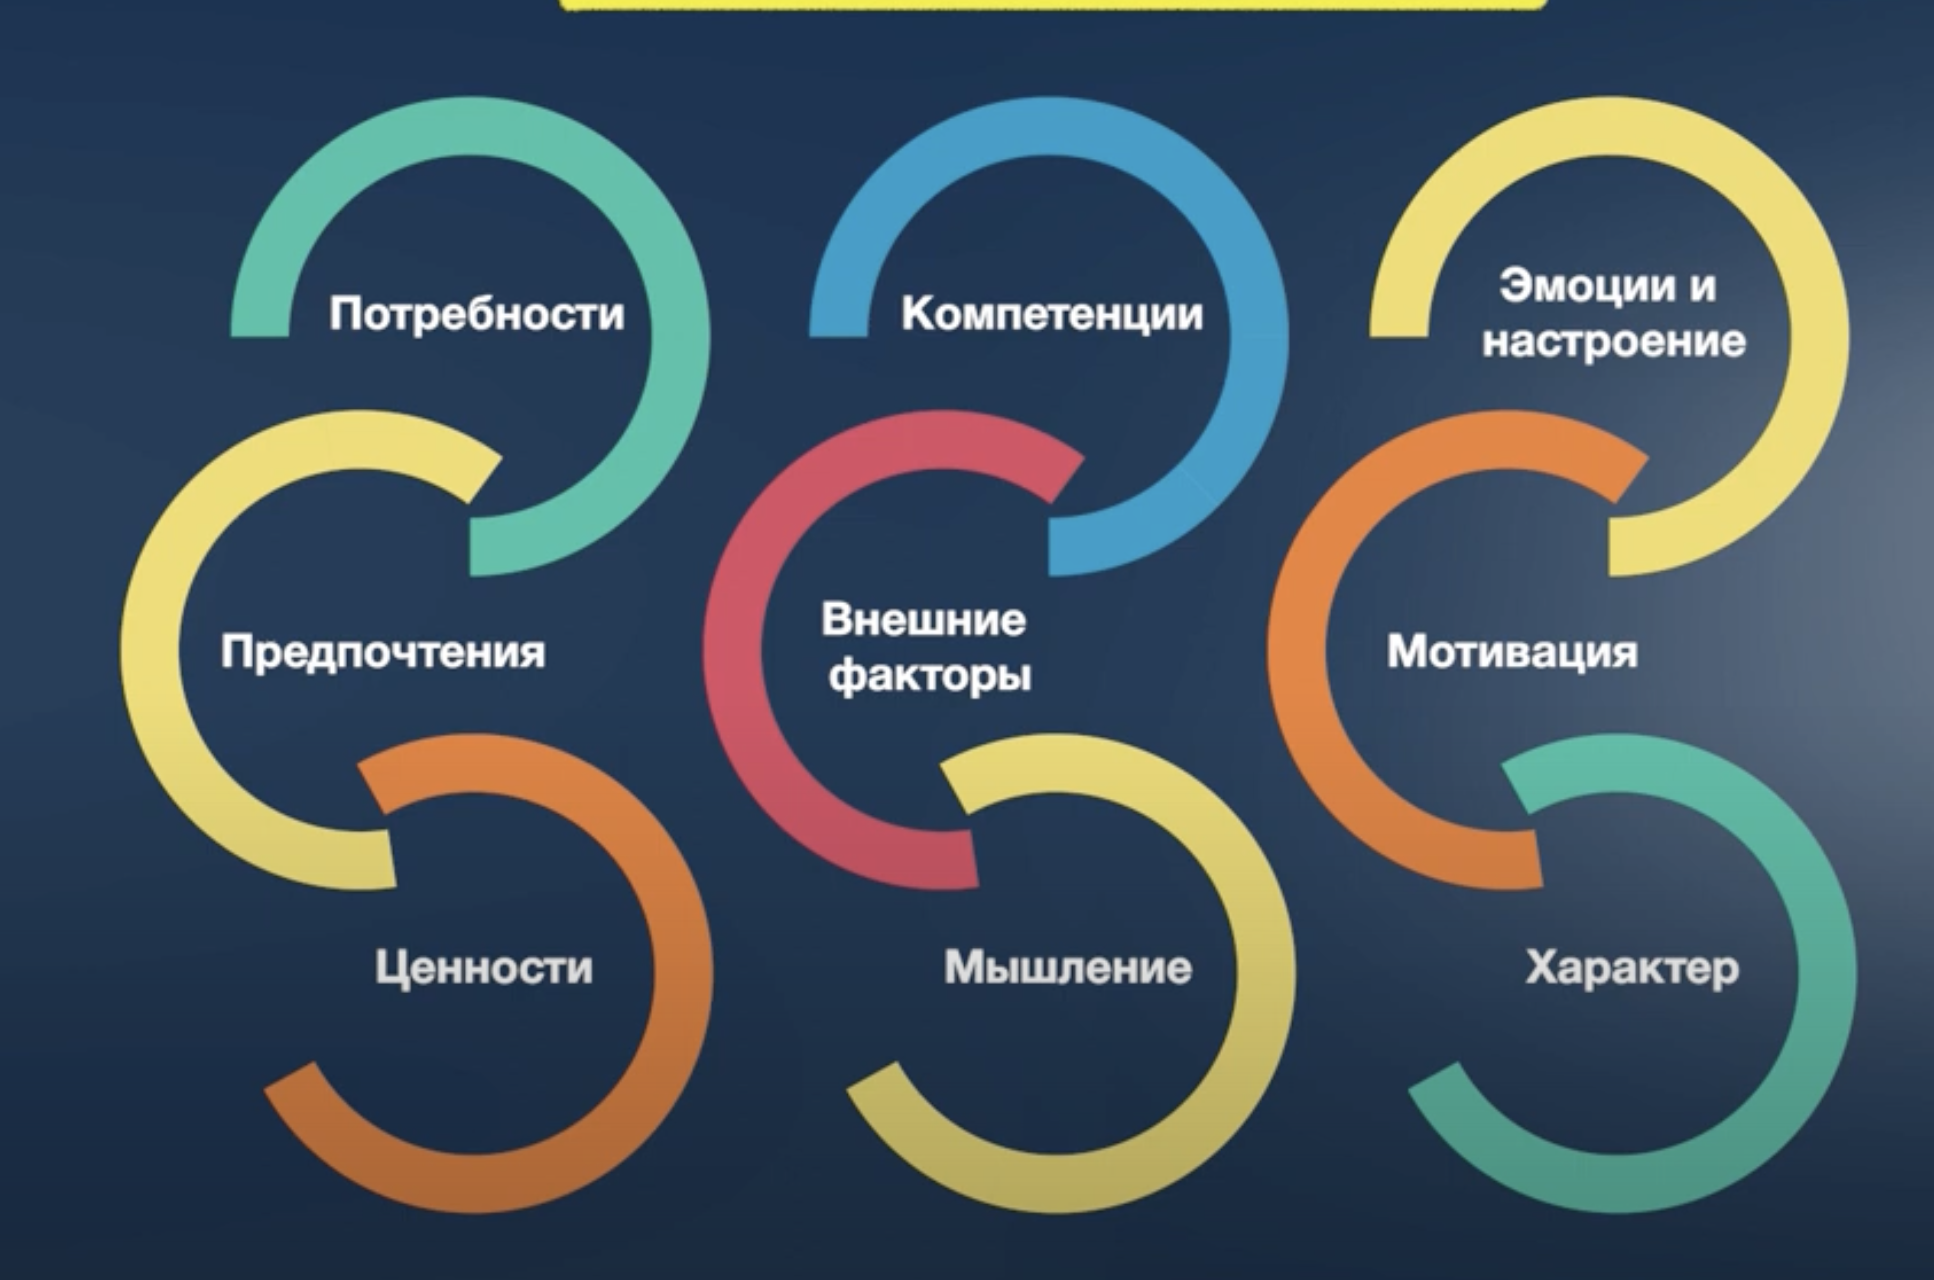 Потребности
Компетенции
Эмоции и
настроение
Предпочтения
Внешние
факторы
Мотивация
Ценности
Мышление
Характер